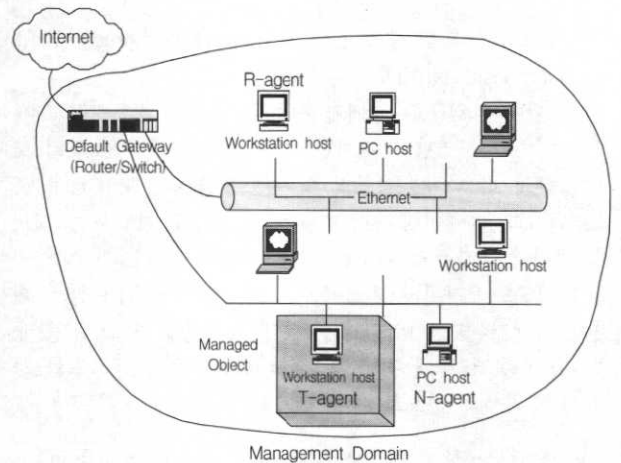 Internet
R-agent
Workstation host
PC host
Default Gateway
(Router/Switch)
Ethernet
Workstation host
Managed
Object
Workstation host
T-agent
PC host
N-agent
Management Domain